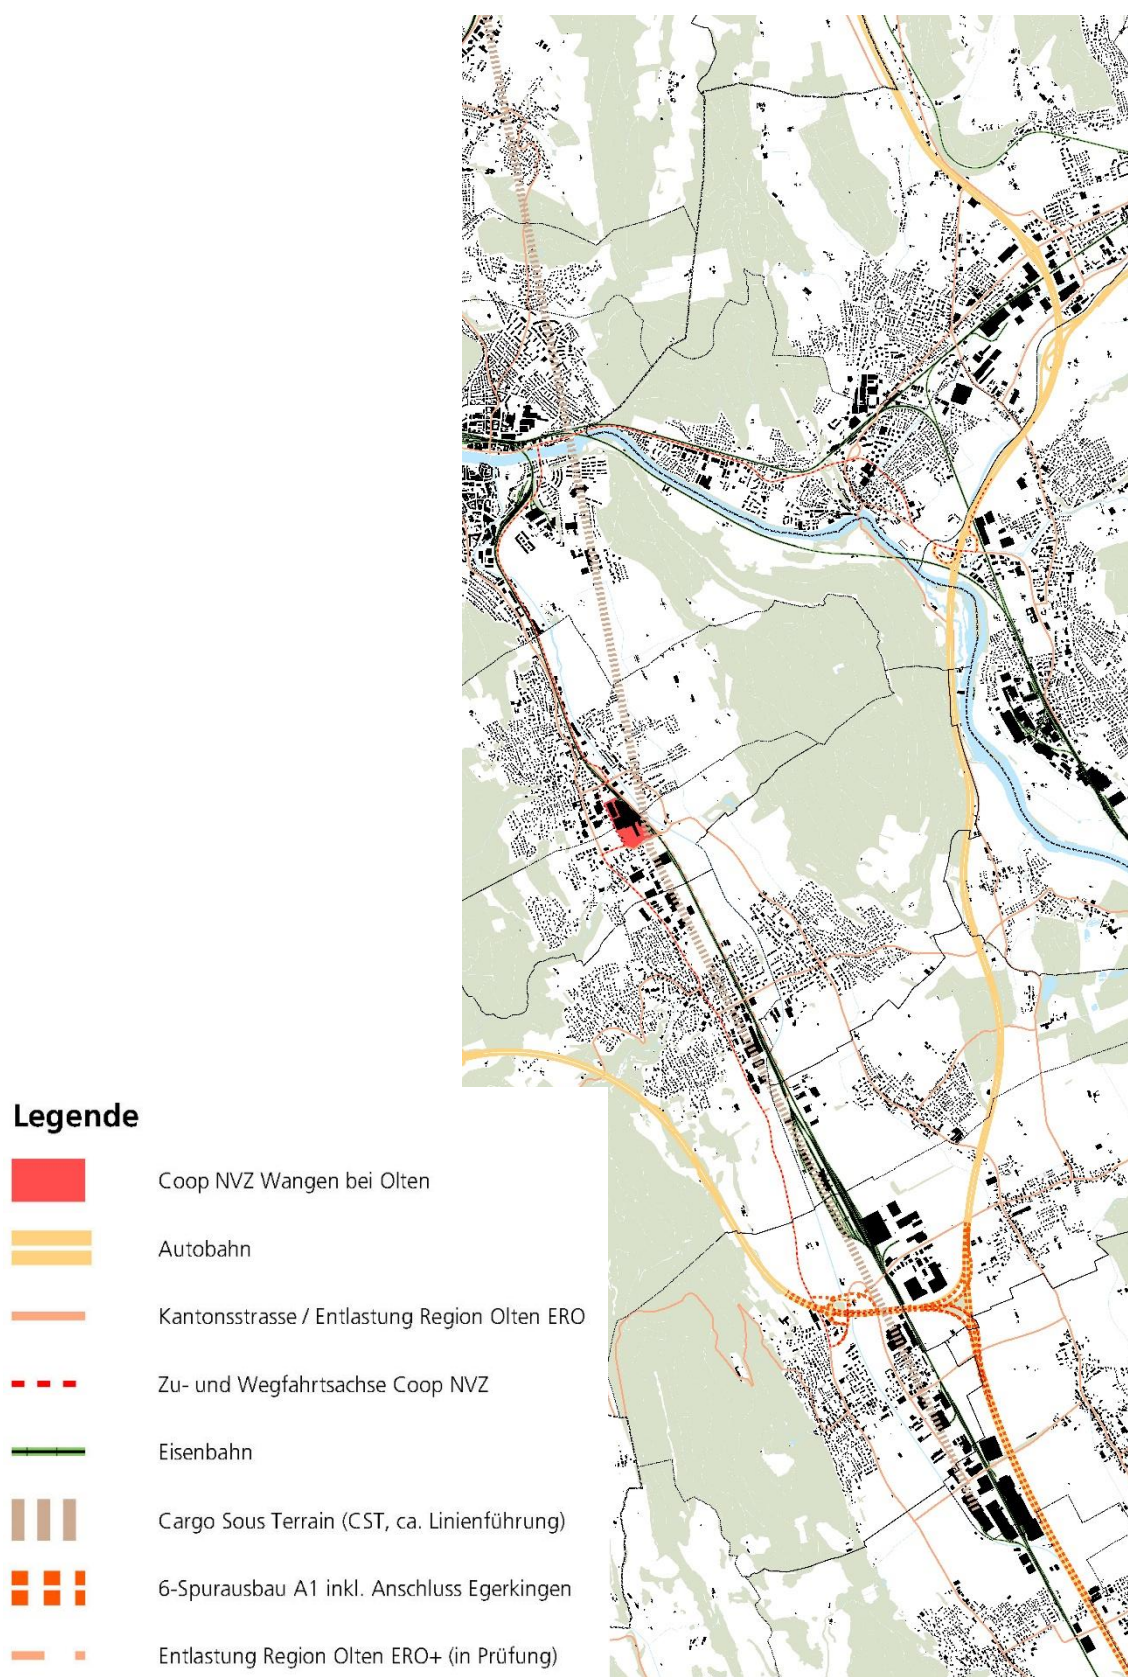 Legende
Coop NVZ Wangen bei Olten
Autobahn
Kantonsstrasse / Entlastung Region Olten ERO
Zu- und Wegfahrtsachse Coop NVZ
Eisenbahn
Cargo Sous Terrain (CST, ca. Linienführung)
6-Spurausbau A1 inkl. Anschluss Egerkingen
Entlastung Region Olten ERO+ (in Prüfung)